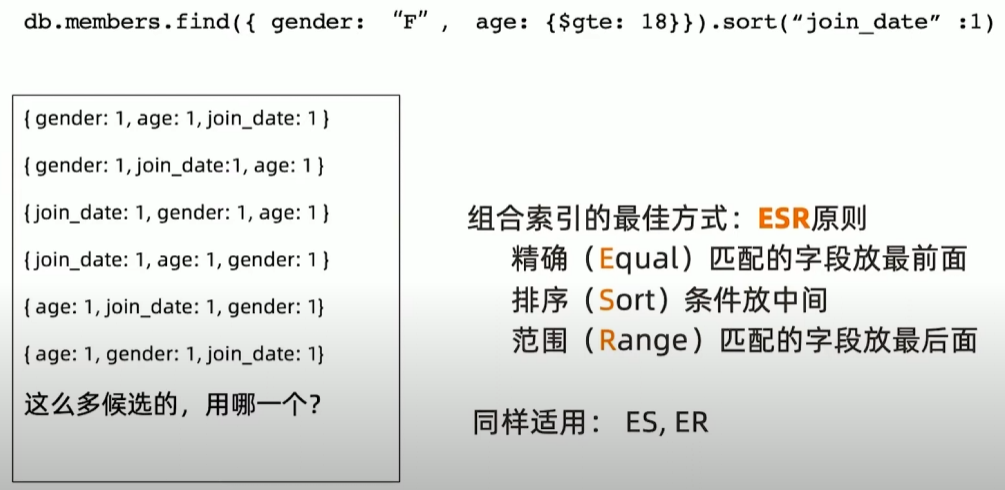 db.members.find({ gender: “F”, age: {$gte: 18}}).sort(“join_date” :1)
{ gender: 1, age: 1, join_date: 1 }
{ gender: 1, join_date:1, age: 1 }
{ join_date: 1, gender: 1, age: 1 }
{ join_date: 1, age: 1, gender: 1 }
{ age: 1, join_date: 1, gender: 1}
{ age: 1, gender: 1, join_date: 1}
这么多候选的，用哪一个？
组合索引的最佳方式：ESR原则
精确（Equal）匹配的字段放最前面
排序（Sort）条件放中间
范围（Range）匹配的字段放最后面
同样适用： ES, ER